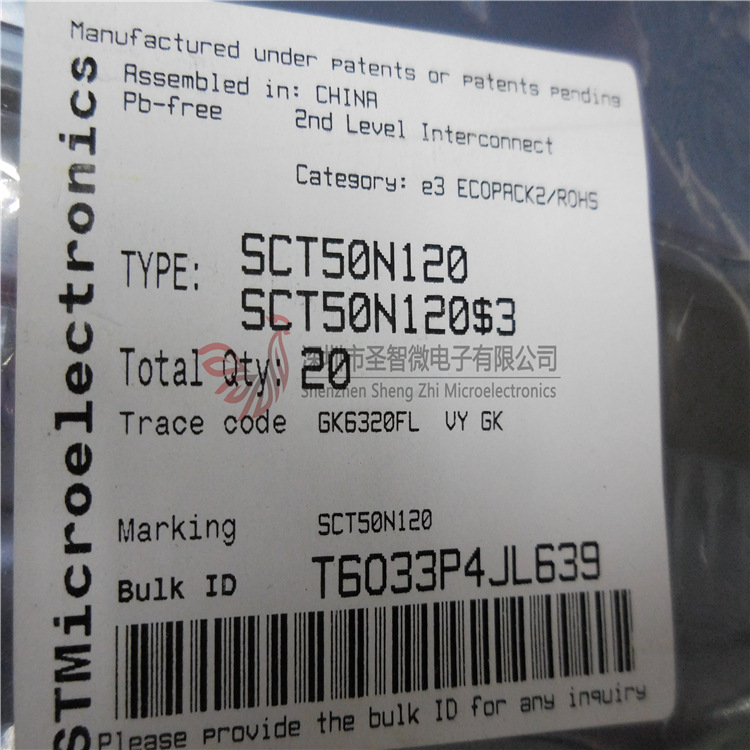 Manufactured under patents or patents pending
Assembled in: CHINA
Pb-free 2nd Level Interconnect
Category: e3 ECOPACK2/ROHS
STMicroelectronics
TYPE: SCT50N120
SCT50N120$3
Total Qty: 20
深圳市圣智微电子有限公司
Shenzhen Sheng Zhi Microelectronics
Trace code GK6320FL VY GK
Marking SCT50N120
Bulk ID T6033P4JL639
Please provide the bulk ID for any inquiry